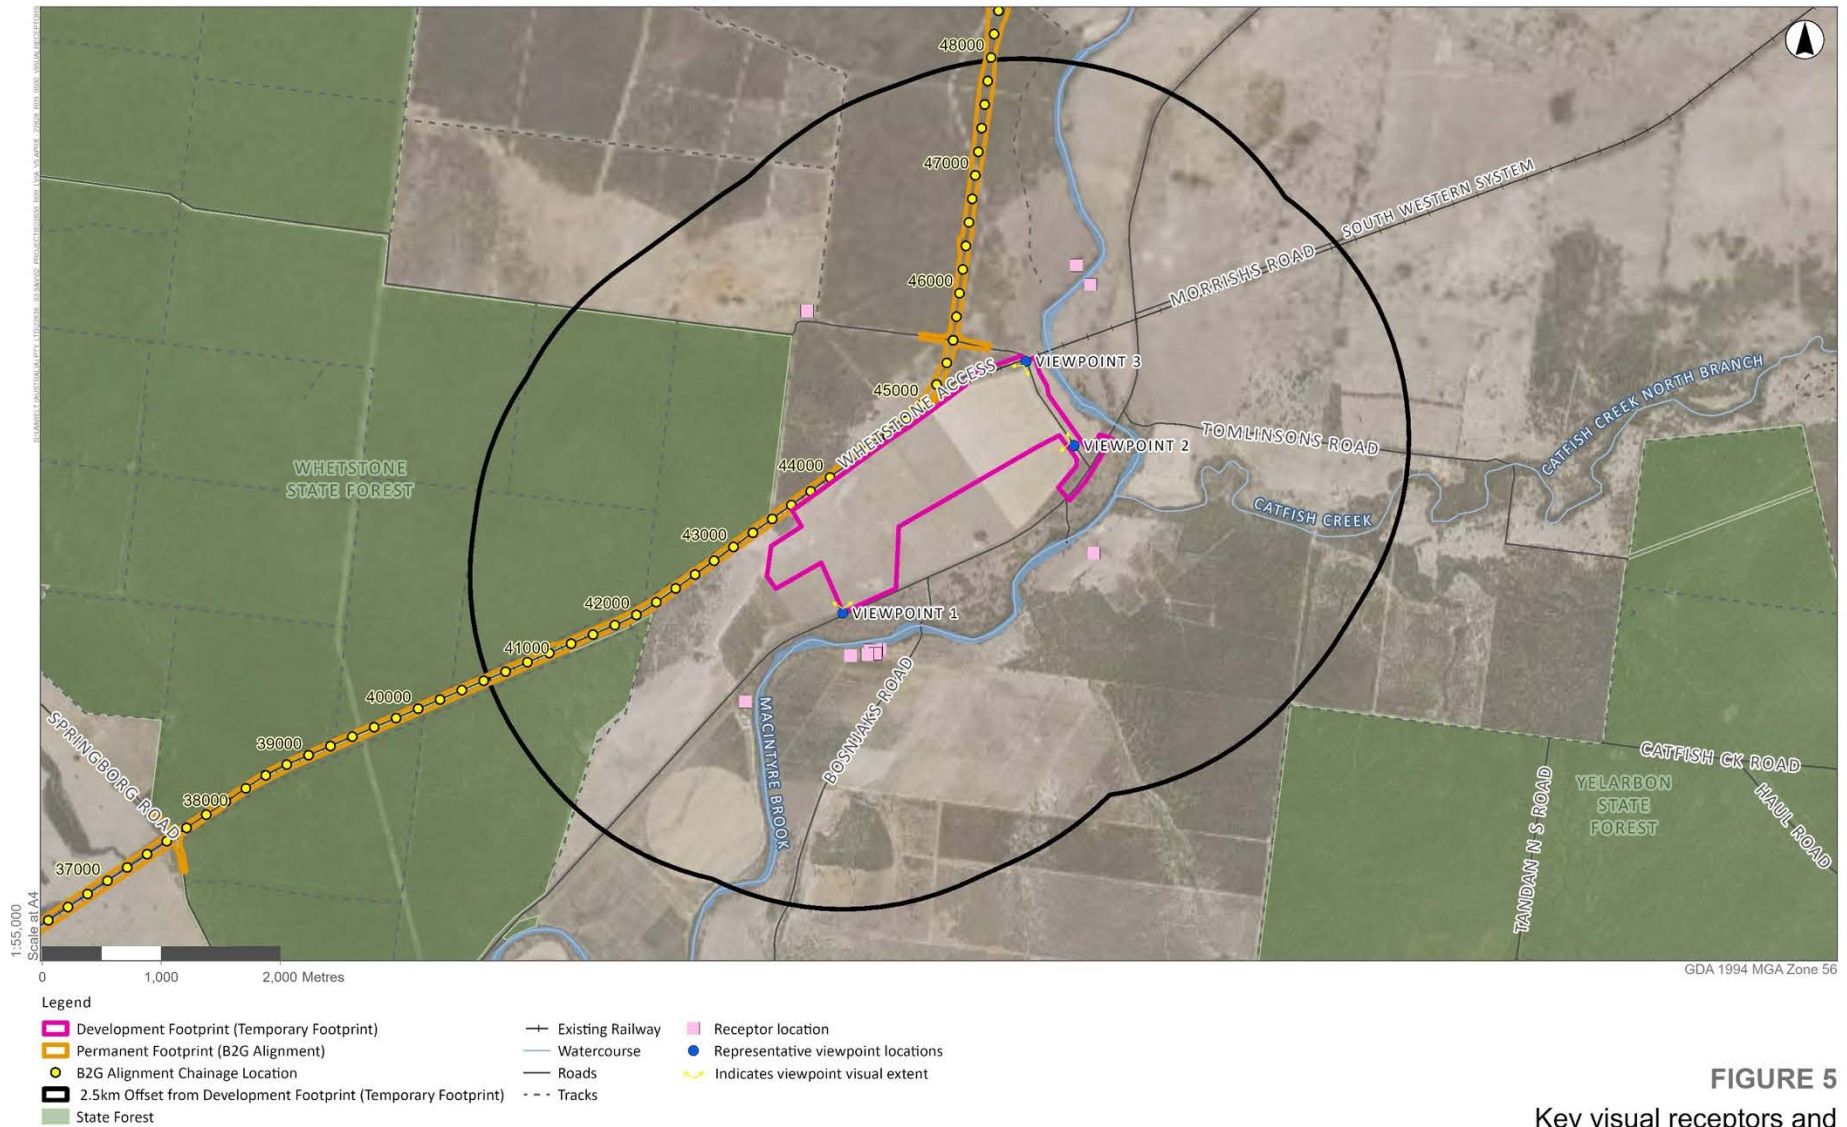 48000
47000
46000
45000
44000
43000
42000
41000
40000
39000
38000
37000
SOUTH WESTERN SYSTEM
MORRISHS ROAD
WHETSTONE ACCESS
VIEWPOINT 3
VIEWPOINT 2
VIEWPOINT 1
TOMLINSONS ROAD
CATFISH CREEK NORTH BRANCH
CATFISH CREEK
WHETSTONE
STATE FOREST
BOSNJAKS ROAD
MACINTYRE BROOK
SPRINGBORG ROAD
CATFISH CK ROAD
YELARBON
STATE
FOREST
HAUL ROAD
TANDAN N S ROAD
1:55,000
Scale at A4
0 1,000 2,000 Metres
GDA 1994 MGA Zone 56
Legend
Development Footprint (Temporary Footprint)
Permanent Footprint (B2G Alignment)
B2G Alignment Chainage Location
2.5km Offset from Development Footprint (Temporary Footprint)
State Forest
Existing Railway
Watercourse
Roads
Tracks
Receptor location
Representative viewpoint locations
Indicates viewpoint visual extent
FIGURE 5
Key visual receptors and